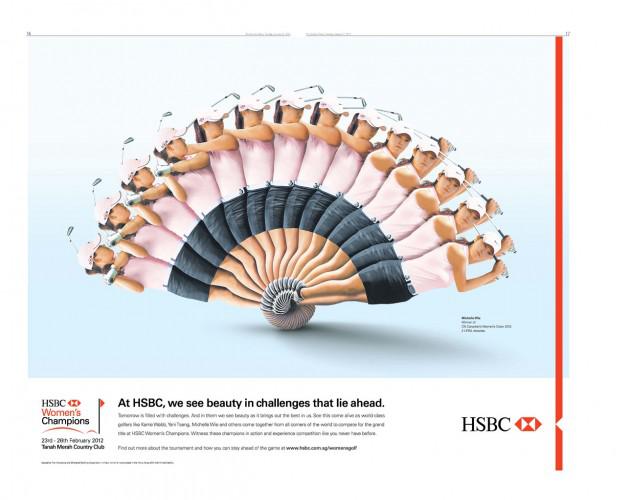 16
17
Michelle Wie
Winner of
CN Canadian Women's Open 2010
2 LPGA victories
HSBC
Women's
Champions
23rd - 26th February 2012
Tanah Merah Country Club
At HSBC, we see beauty in challenges that lie ahead.
Tomorrow is filled with challenges. And in them we see beauty as it brings out the best in us. See this come alive as world class
golfers like Karrie Webb, Yani Tseng, Michelle Wie and others come together from all corners of the world to compete for the grand
title at HSBC Women's Champions. Witness these champions in action and experience competition like you never have before.
Find out more about the tournament and how you can stay ahead of the game at www.hsbc.com.sg/womensgolf
HSBC